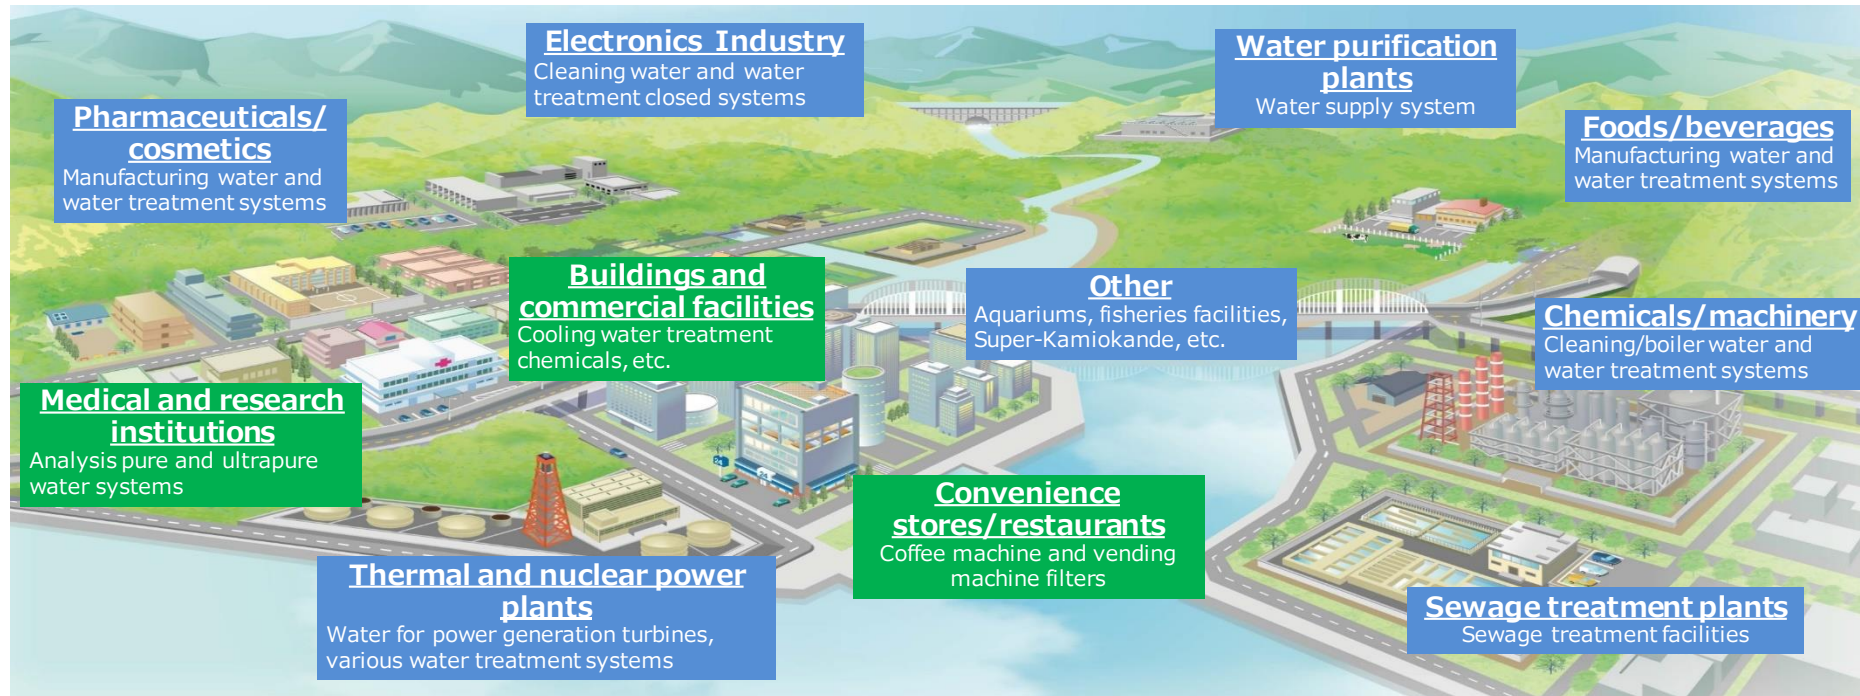 Electronics Industry
Cleaning water and water
treatment closed systems
Water purification
plants
Water supply system
Pharmaceuticals/
cosmetics
Manufacturing water and
water treatment systems
Foods/beverages
Manufacturing water and
water treatment systems
Buildings and
commercial facilities
Cooling water treatment
chemicals, etc.
Other
Aquariums, fisheries facilities,
Super-Kamiokande, etc.
Chemicals/machinery
Cleaning/boiler water and
water treatment systems
Medical and research
institutions
Analysis pure and ultrapure
water systems
Convenience
stores/restaurants
Coffee machine and vending
machine filters
Thermal and nuclear power
plants
Water for power generation turbines,
various water treatment systems
Sewage treatment plants
Sewage treatment facilities